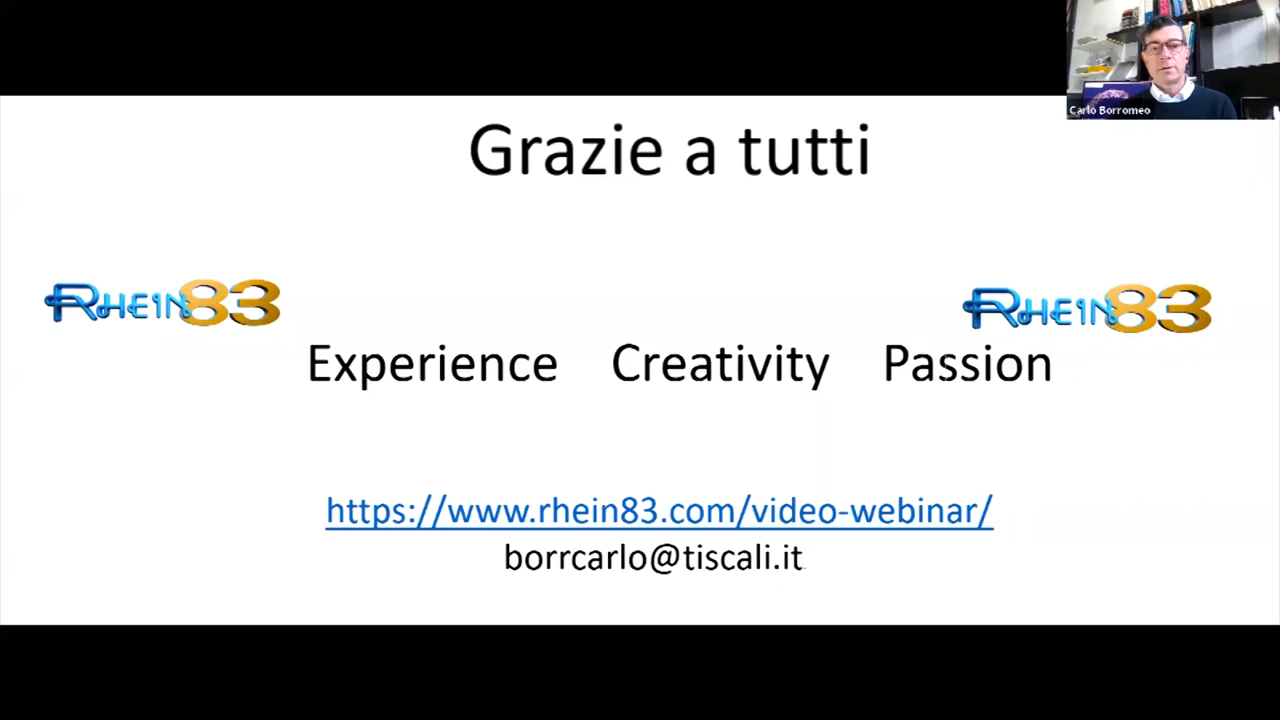 Carlo Borromeo
Grazie a tutti
RHEIN83
RHEIN83
Experience Creativity Passion
https://www.rhein83.com/video-webinar/
borrcarlo@tiscali.it